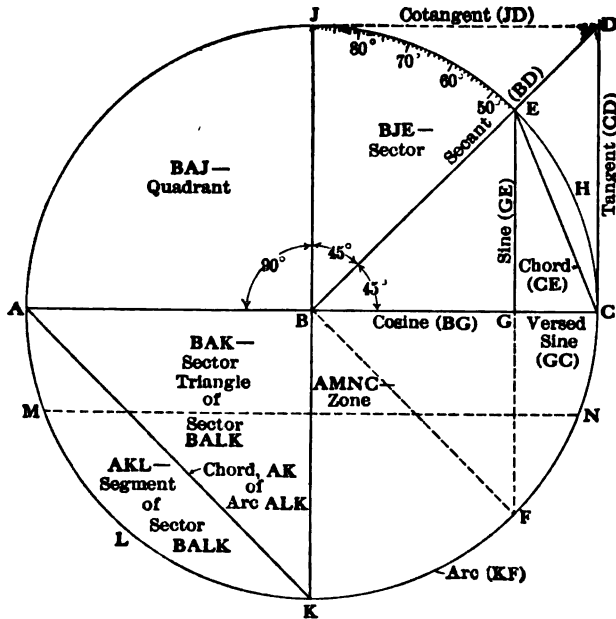 J
Cotangent (JD)
D
80°
70'
60'
50'
(BD)
E
BJE—
Sector
Secant
BAJ—
Quadrant
Tangent (CD)
H
Sine (GE)
90°
45°
45'
Chord-
(CE)
A
B
Cosine (BG)
G
Versed
Sine
(GC)
C
BAK—
Sector
Triangle
of
Sector
BALK
AMNC—
Zone
M
N
AKL—
Segment
of
Sector
BALK
Chord, AK
of
Arc ALK
F
L
Arc (KF)
K